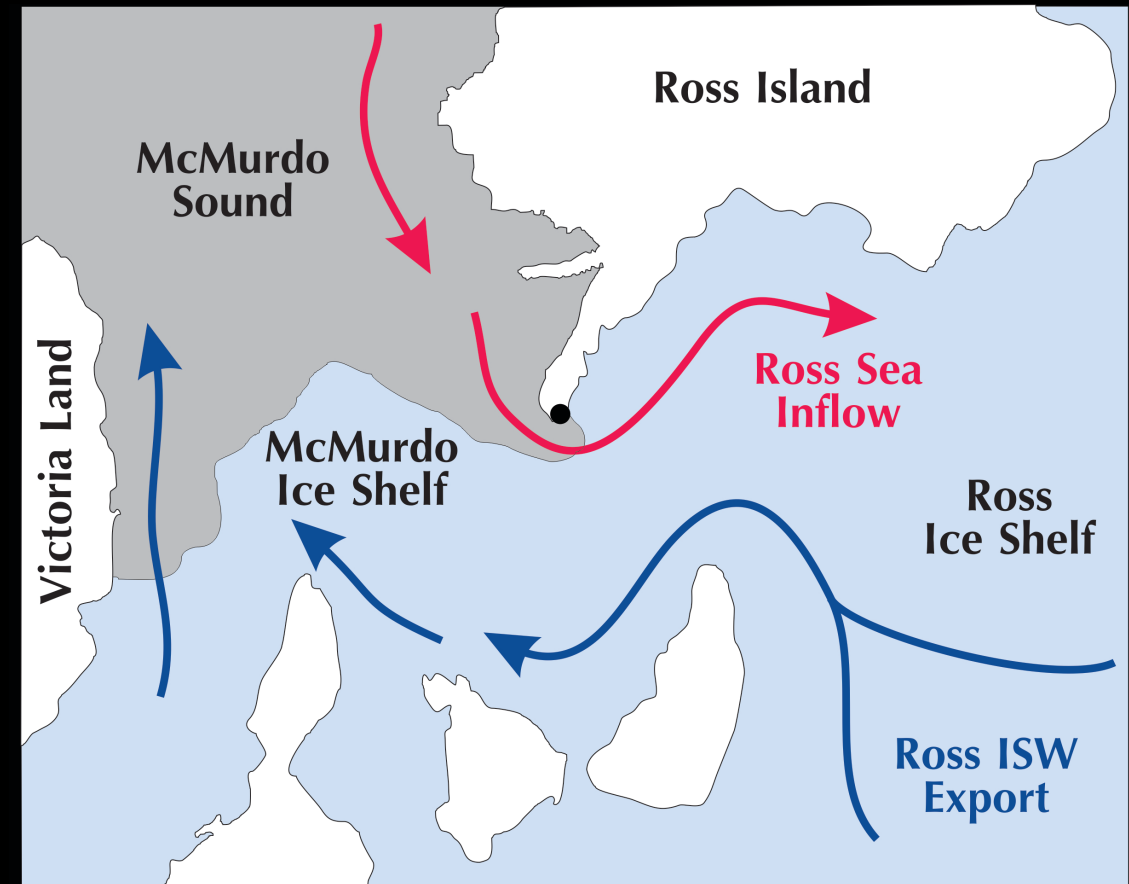 Ross Island
McMurdo
Sound
Victoria Land
Ross Sea
Inflow
McMurdo
Ice Shelf
Ross
Ice Shelf
Ross ISW
Export